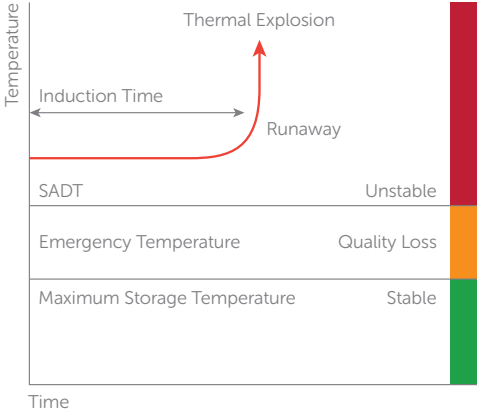 Temperature
Thermal Explosion
Induction Time
Runaway
SADT
Unstable
Emergency Temperature
Quality Loss
Maximum Storage Temperature
Stable
Time